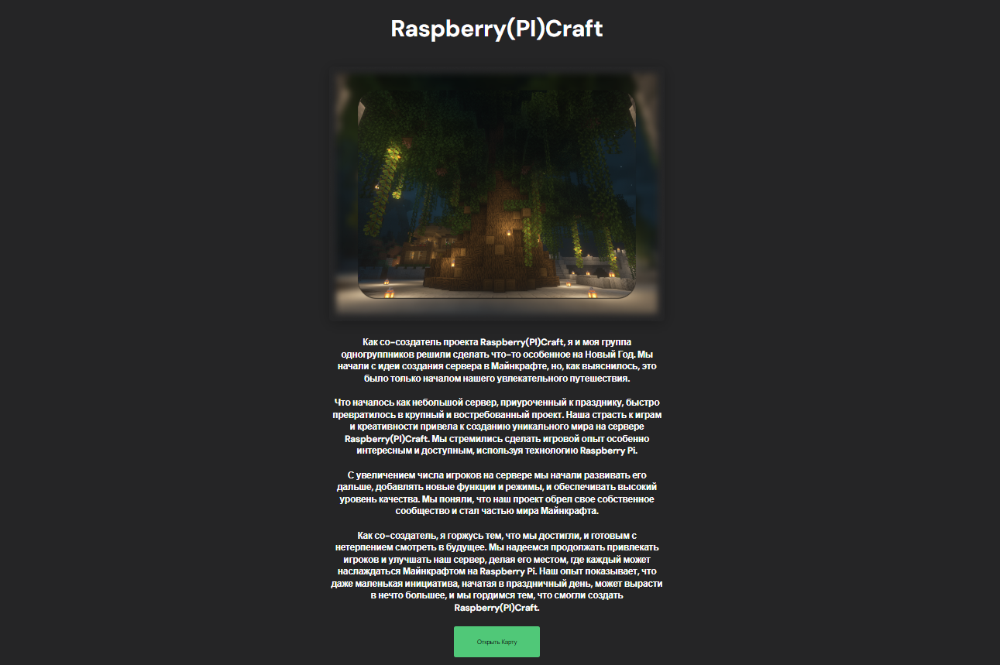 Raspberry(PI)Craft
Как со-создатель проекта Raspberry(PI)Craft, я и моя группа
одногруппников решили сделать что-то особенное на Новый Год. Мы
начали с идеи создания сервера в Майнкрафте, но, как выяснилось, это
было только началом нашего увлекательного путешествия.
Что началось как небольшой сервер, приуроченный к празднику, быстро
превратилось в крупный и востребованный проект. Наша страсть к играм
и креативности привела к созданию уникального мира на сервере
Raspberry(PI)Craft. Мы стремились сделать игровой опыт особенно
интересным и доступным, используя технологию Raspberry Pi.
С увеличением числа игроков на сервере мы начали развивать его
дальше, добавлять новые функции и режимы, и обеспечивать высокий
уровень качества. Мы поняли, что наш проект обрел свое собственное
сообщество и стал частью мира Майнкрафта.
Как со-создатель, я горжусь тем, что мы достигли, и готовым с
нетерпением смотреть в будущее. Мы надеемся продолжать привлекать
игроков и улучшать наш сервер, делая его местом, где каждый может
наслаждаться Майнкрафтом на Raspberry Pi. Наш опыт показывает, что
даже маленькая инициатива, начатая в праздничный день, может вырасти
в нечто большее, и мы гордимся тем, что смогли создать
Raspberry(PI)Craft.
Открыть Карту